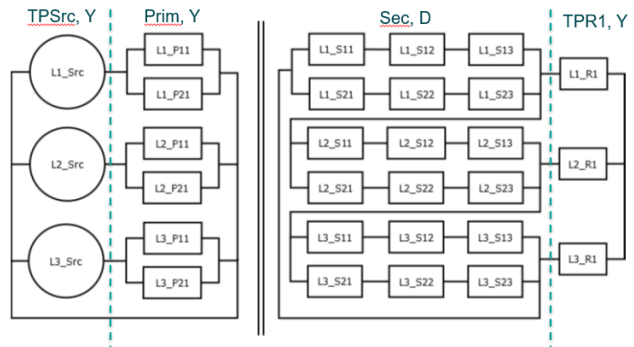 TPSrc, Y Prim, Y Sec, D TPR1, Y
L1_P11 L1_S11 L1_S12 L1_S13
L1_Src L1_R1
L1_P21 L1_S21 L1_S22 L1_S23
L2_P11 L2_S11 L2_S12 L2_S13
L2_Src L2_R1
L2_P21 L2_S21 L2_S22 L2_S23
L3_P11 L3_S11 L3_S12 L3_S13
L3_Src L3_R1
L3_P21 L3_S21 L3_S22 L3_S23